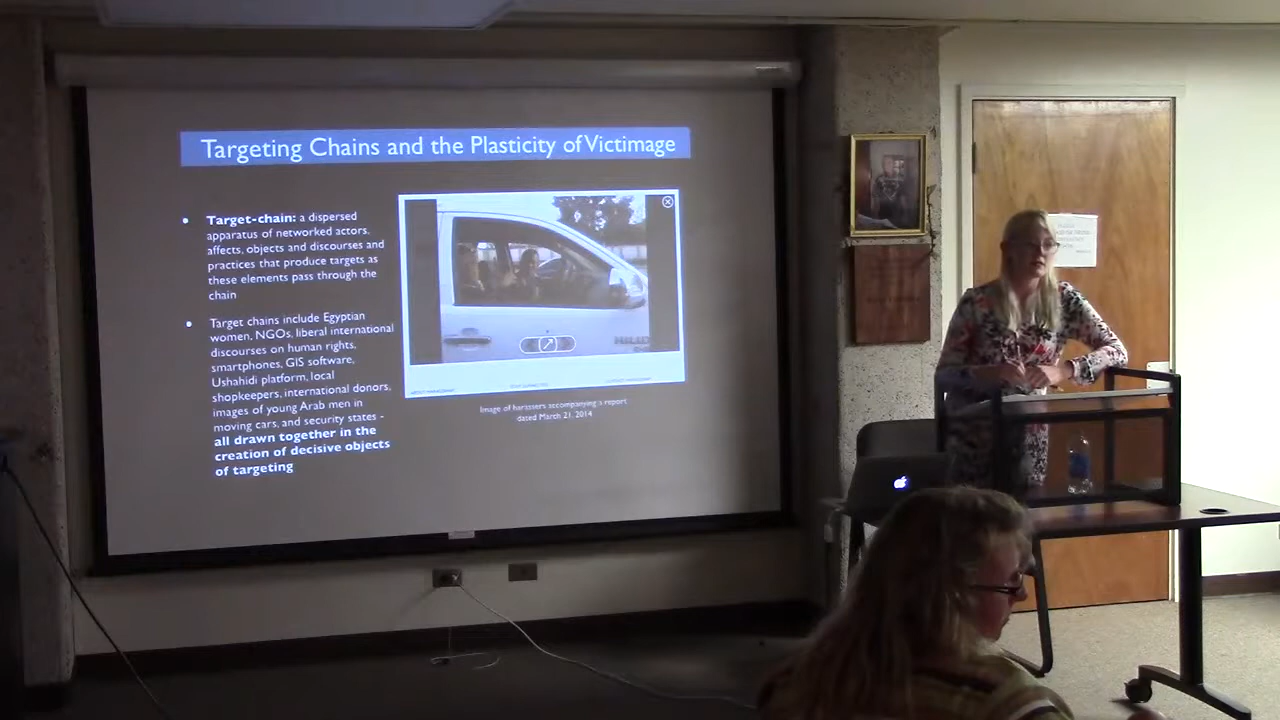 Targeting Chains and the Plasticity of Victimage
• Target-chain: a dispersed
apparatus of networked actors,
affects, objects and discourses and
practices that produce targets as
these elements pass through the
chain
• Target chains include Egyptian
women, NGOs, liberal international
discourses on human rights,
smartphones, GIS software,
Ushahidi platform, local
shopkeepers, international donors,
images of young Arab men in
moving cars, and security states -
all drawn together in the
creation of decisive objects
of targeting
Image of harassers accompanying a report
dated March 21, 2014